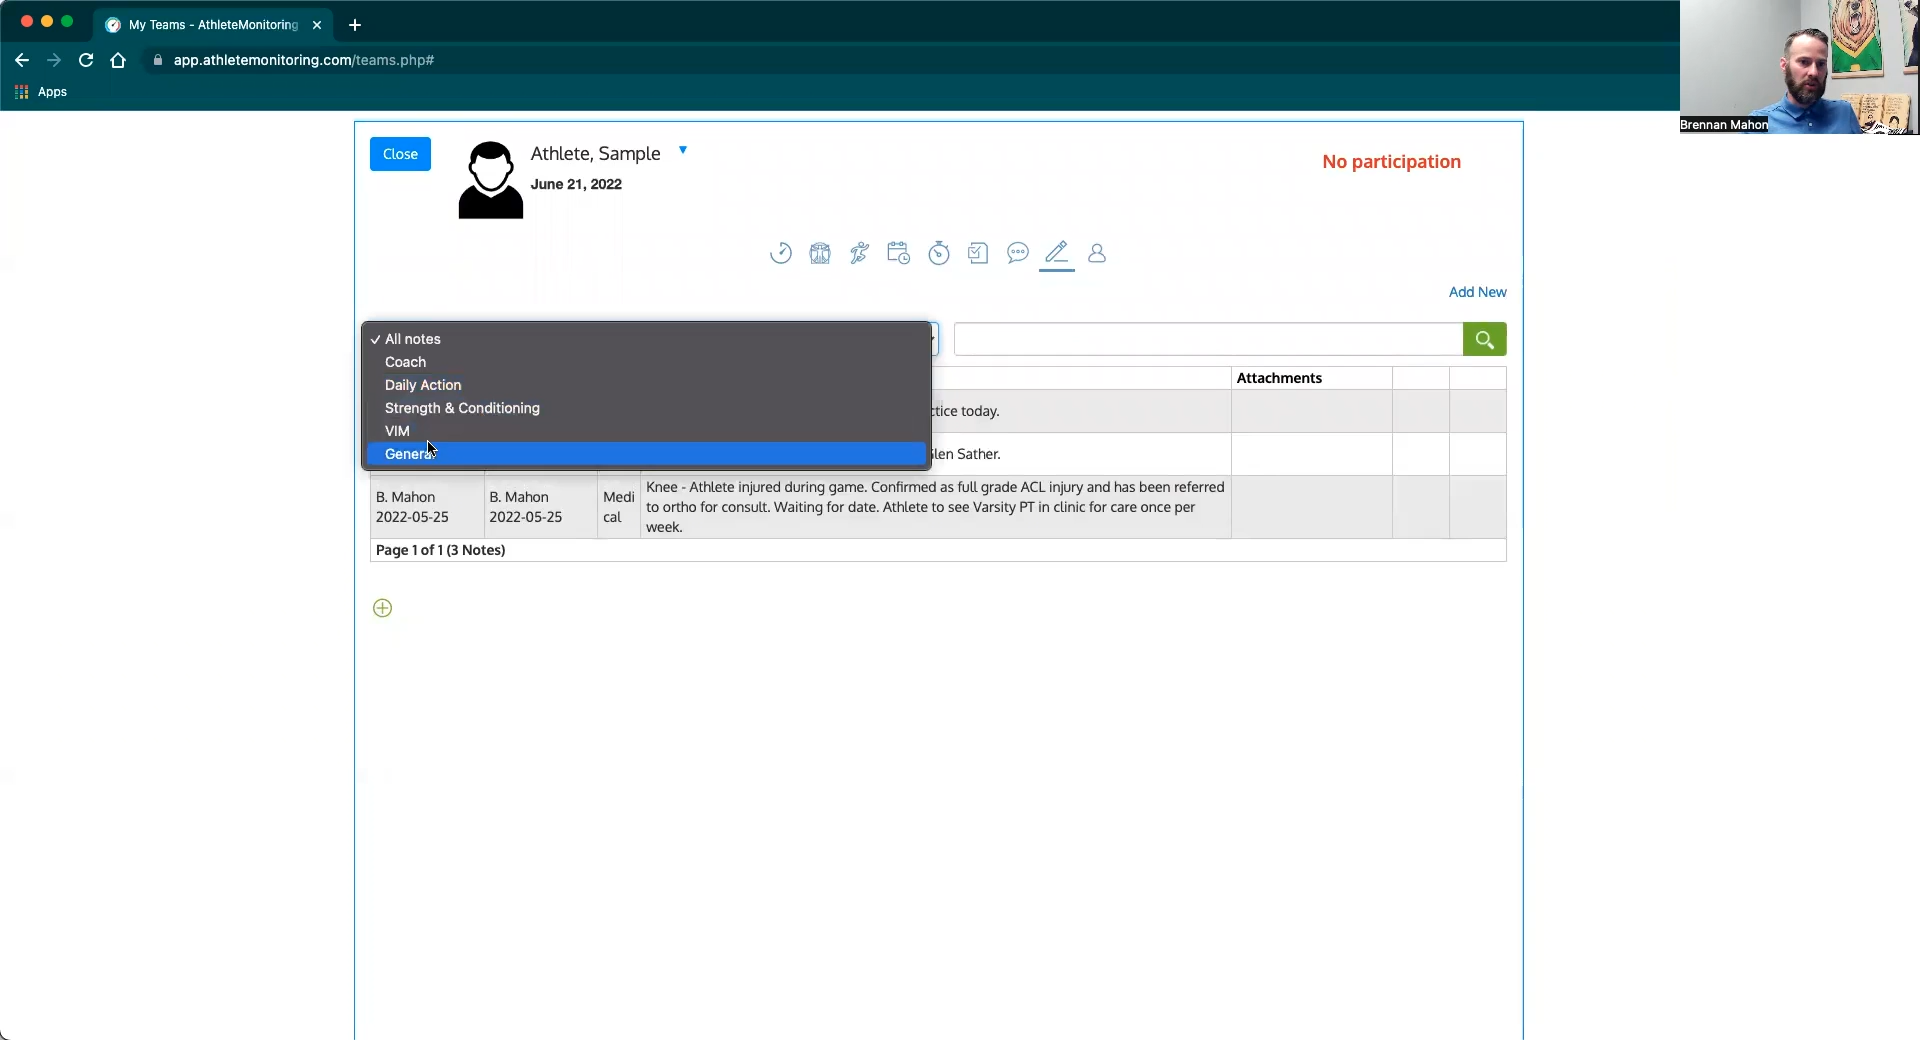 My Teams - AthleteMonitoring
app.athletemonitoring.com/teams.php#
Apps
Brennan Mahon
Close
Athlete, Sample
June 21, 2022
No participation
Add New
✓ All notes
Coach
Daily Action
Strength & Conditioning
VIM
General
Attachments
ctice today.
Glen Sather.
B. Mahon
2022-05-25
B. Mahon
2022-05-25
Medi
cal
Knee - Athlete injured during game. Confirmed as full grade ACL injury and has been referred
to ortho for consult. Waiting for date. Athlete to see Varsity PT in clinic for care once per
week.
Page 1 of 1 (3 Notes)